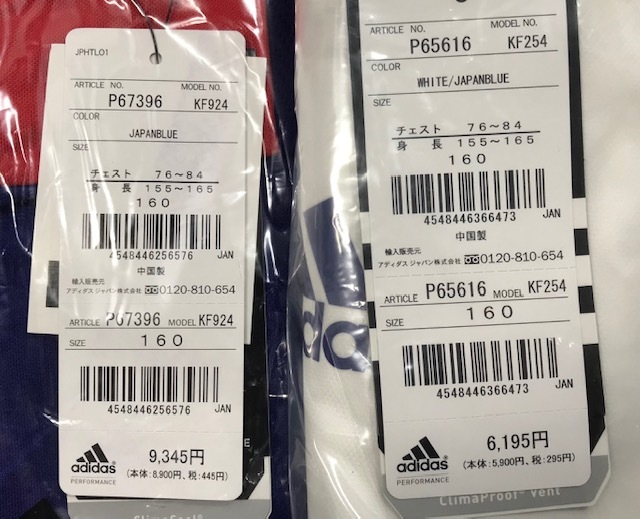 JPHTLO1
ARTICLE NO. MODEL NO.
P67396 KF924
COLOR
JAPANBLUE
SIZE
チェスト 76~84
身 長 155~165
160
4548446256576 JAN
中国製
輸入販売元
アディダス ジャパン株式会社 0120-810-654
ARTICLE P67396 MODEL KF924
SIZE 160
4548446256576 JAN
adidas
PERFORMANCE
9,345円
(本体:8,900円、税:445円)
ClimaCool®
ARTICLE NO. MODEL NO.
P65616 KF254
COLOR
WHITE/JAPANBLUE
SIZE
チェスト 76~84
身 長 155~165
160
4548446366473 JAN
中国製
輸入販売元
アディダス ジャパン株式会社 0120-810-654
ARTICLE P65616 MODEL KF254
SIZE 160
4548446366473 JAN
adidas
PERFORMANCE
6,195円
(本体:5,900円、税:295円)
ClimaProof® Vent